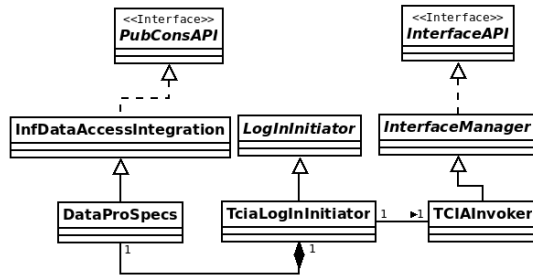 <<Interface>>
PubConsAPI
<<Interface>>
InterfaceAPI
InfDataAccessIntegration
LogInInitiator
InterfaceManager
DataProSpecs
TciaLogInInitiator
1
1
TCIAInvoker
1
1